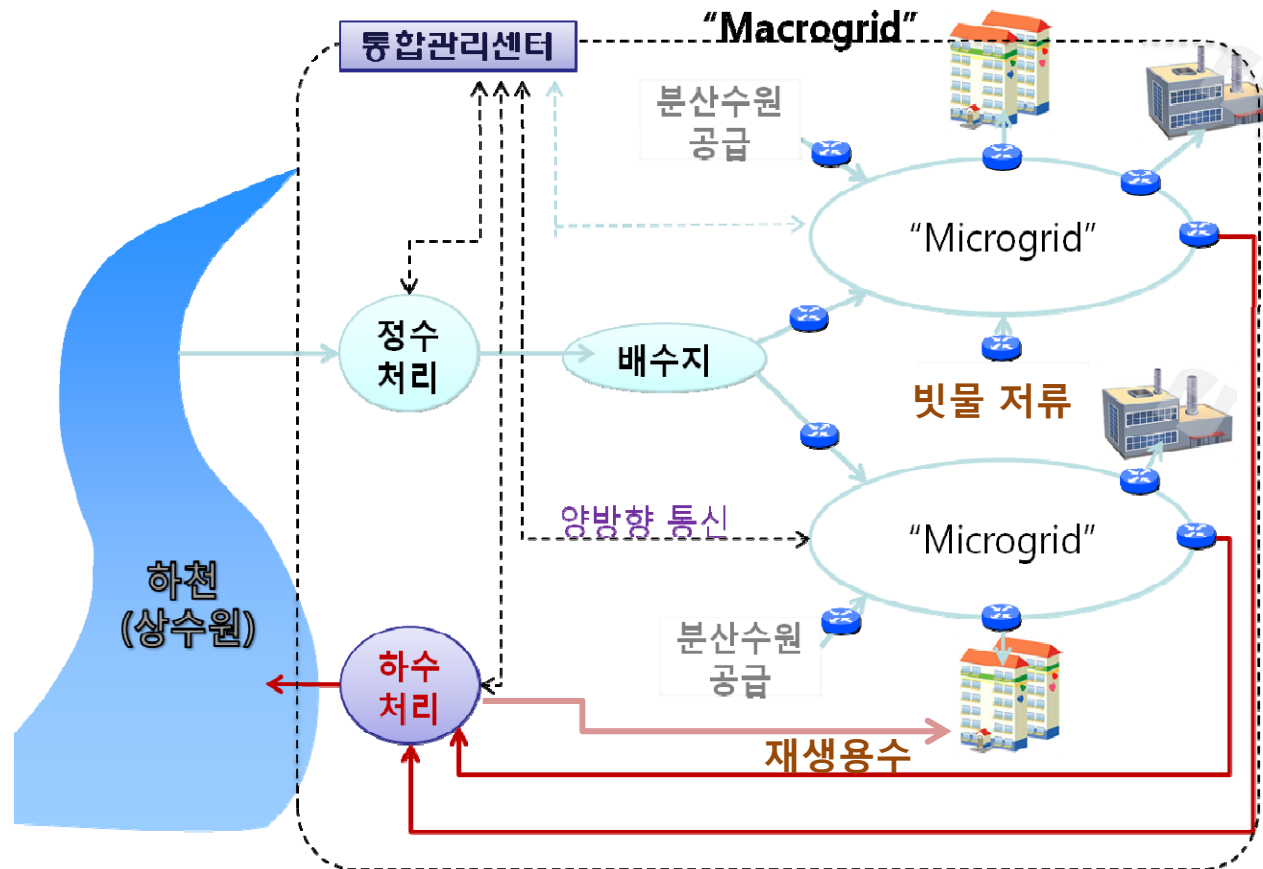 “Macrogrid”
통합관리센터
분산수원
공급
“Microgrid”
정수
처리
배수지
빗물 저류
양방향 통신
“Microgrid”
하천
(상수원)
분산수원
공급
하수
처리
재생용수